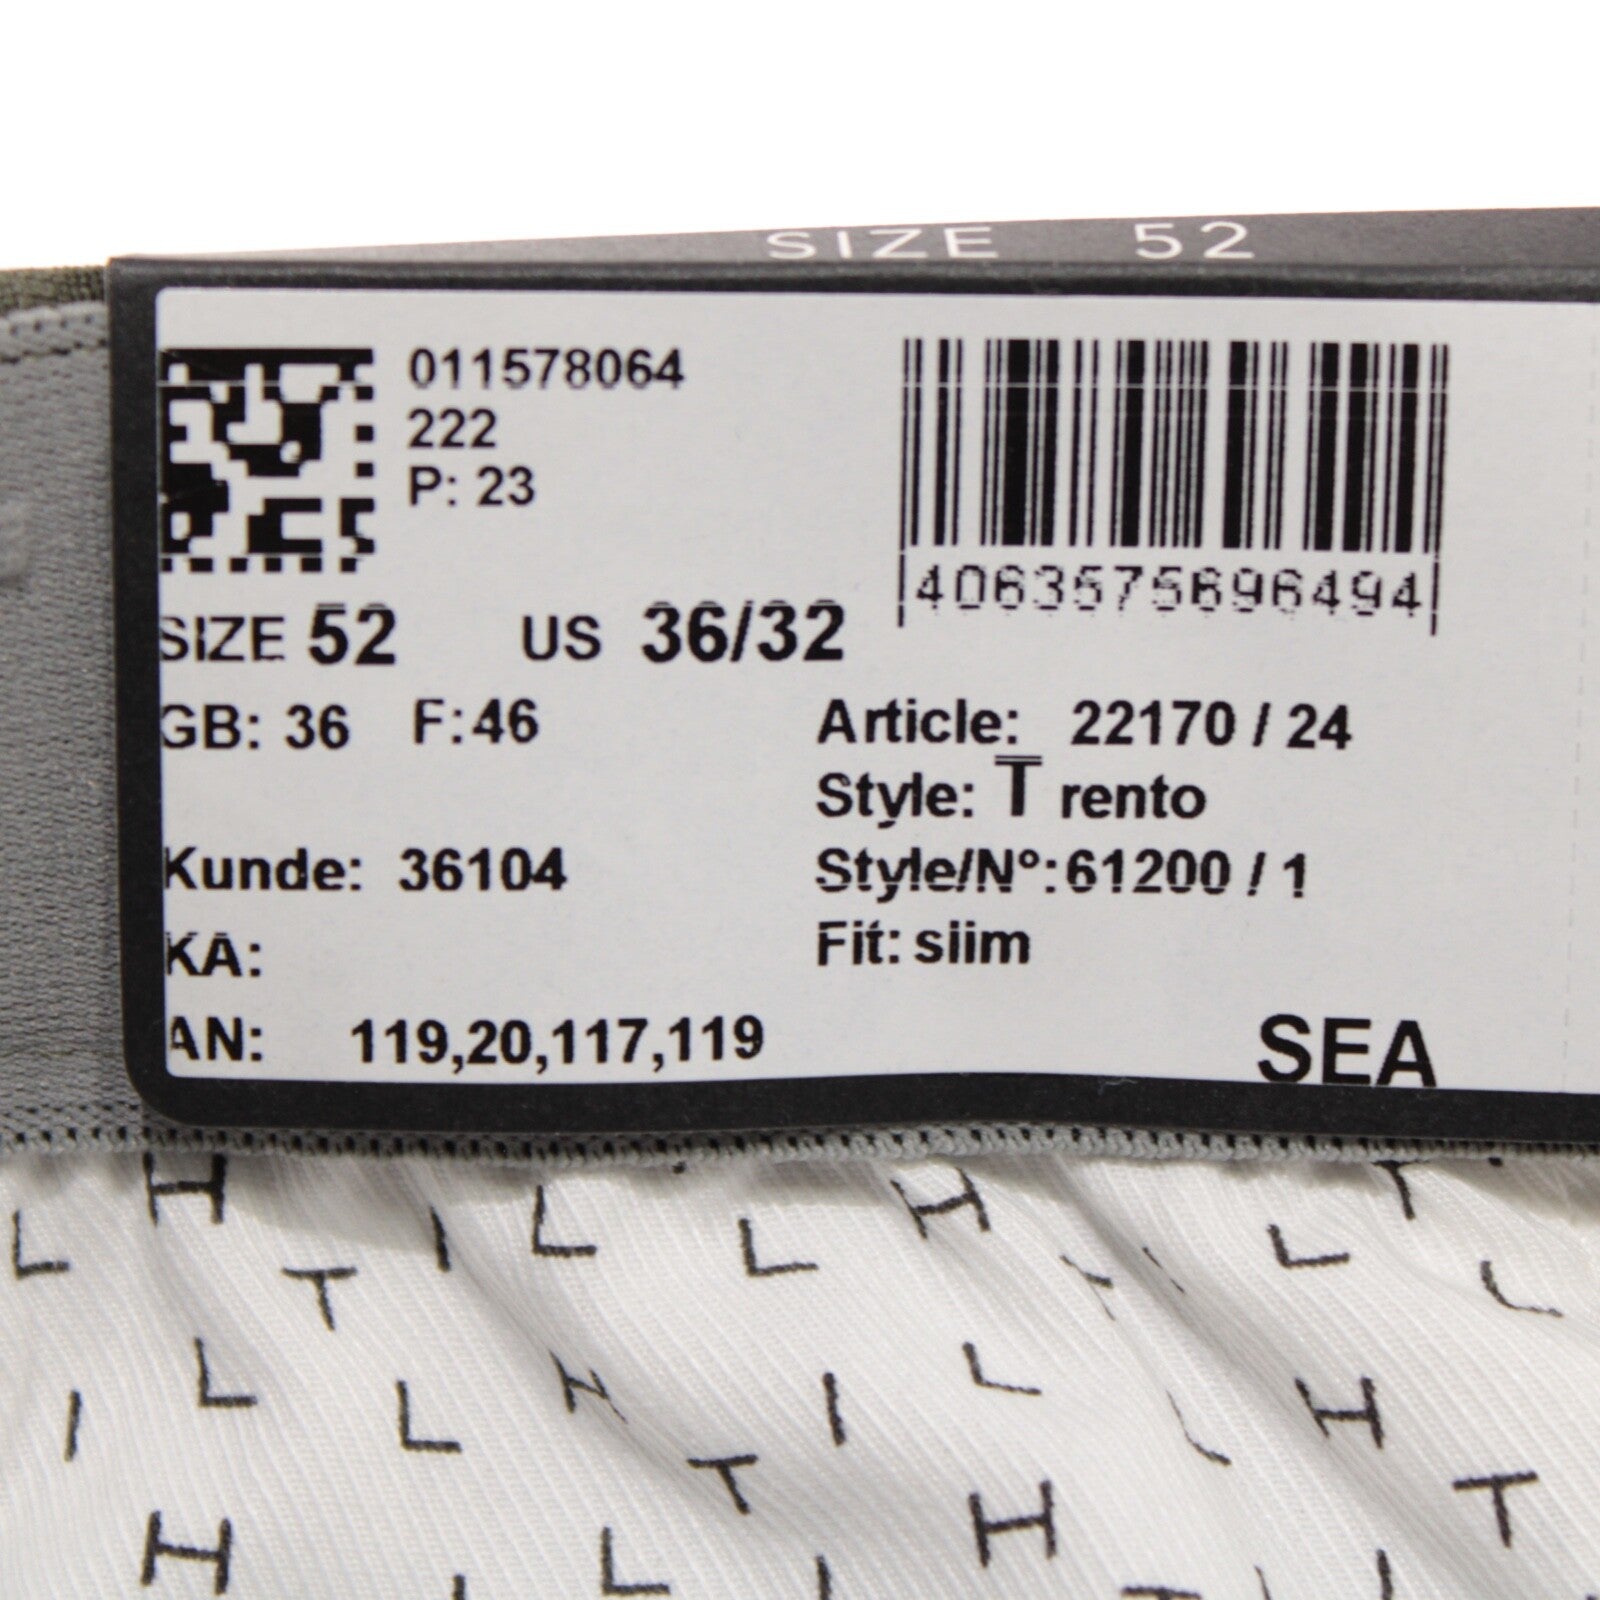 SIZE 52
011578064
222
P: 23
4063575696494
SIZE 52 US 36/32
GB: 36 F:46
Article: 22170 / 24
Style: T rento
Kunde: 36104
Style/N°:61200 / 1
KA:
Fit: slim
AN: 119,20,117,119
SEA
H
L I L L H T L
T
L
L L H I L H
I L T T
H L H